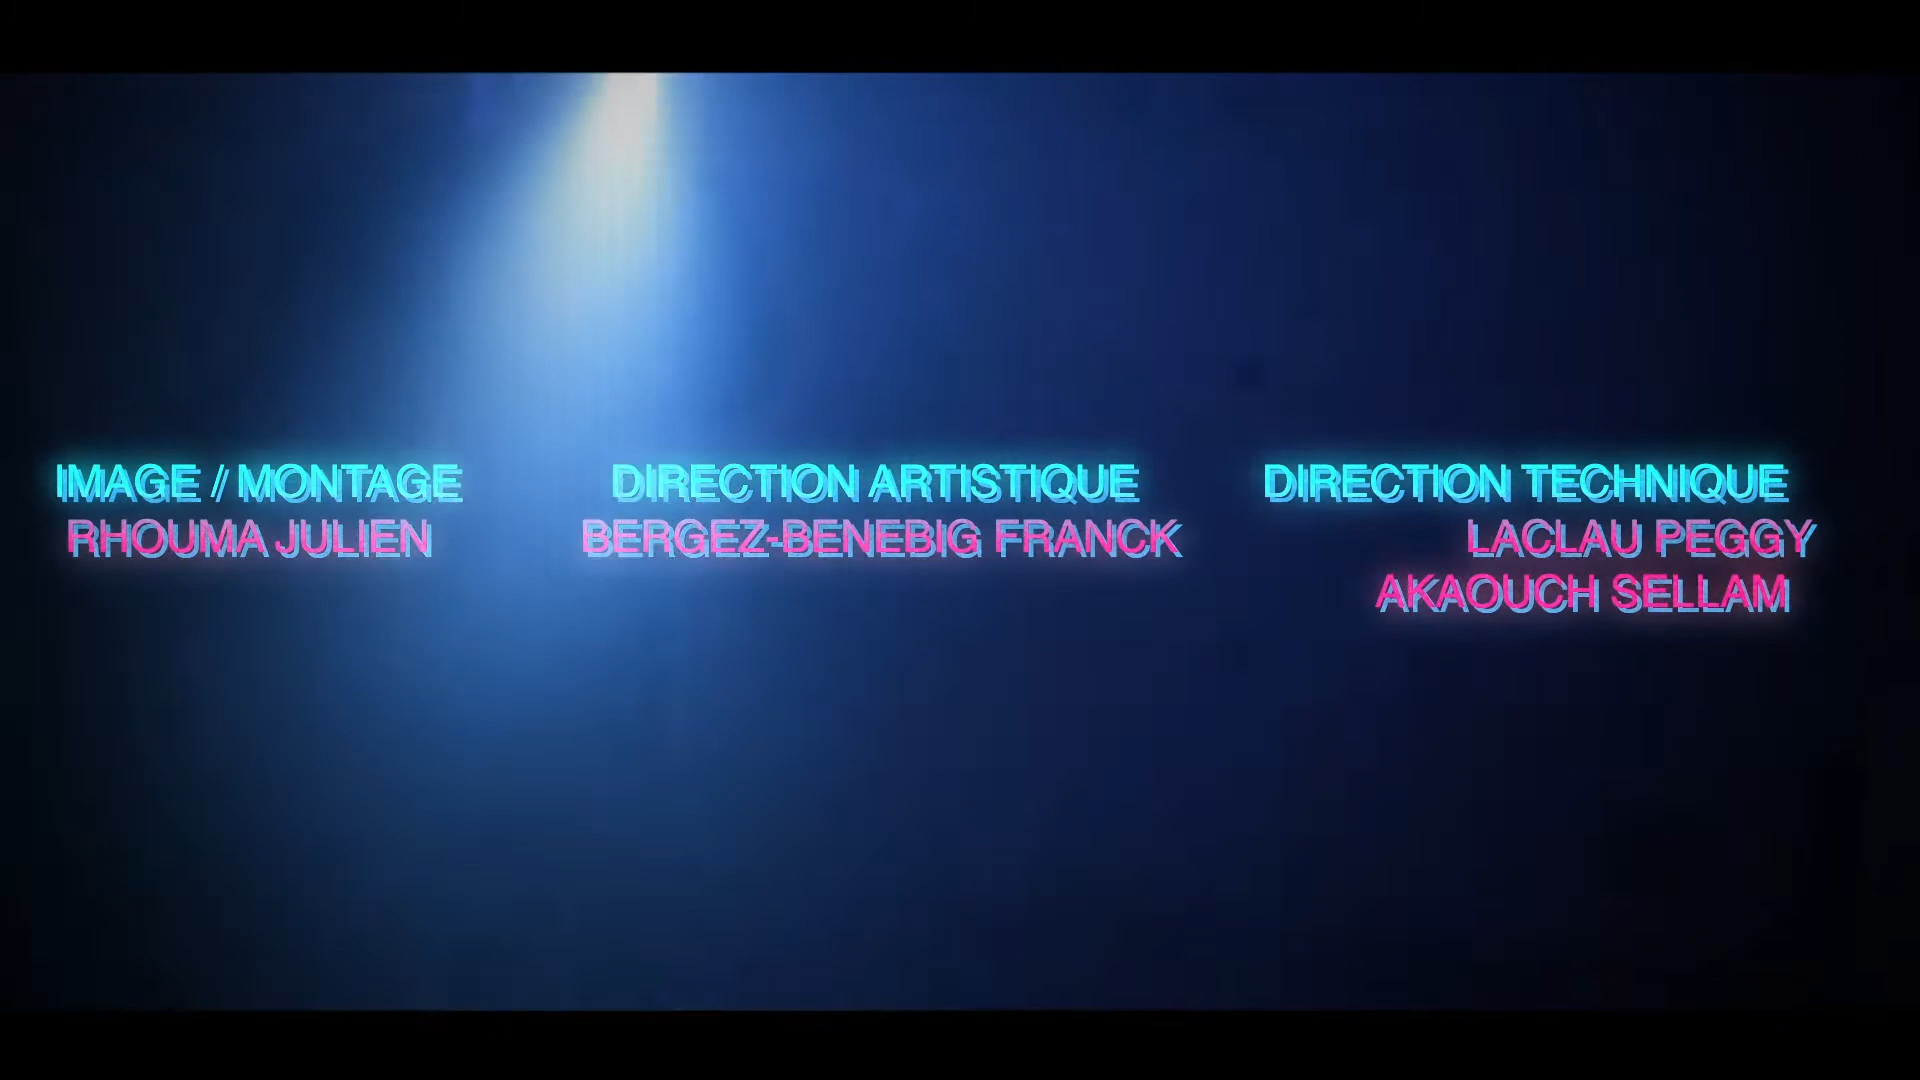 IMAGE / MONTAGE
RHOUMA JULIEN
DIRECTION ARTISTIQUE
BERGEZ-BENEBIG FRANCK
DIRECTION TECHNIQUE
LACLAU PEGGY
AKAOUCH SELLAM